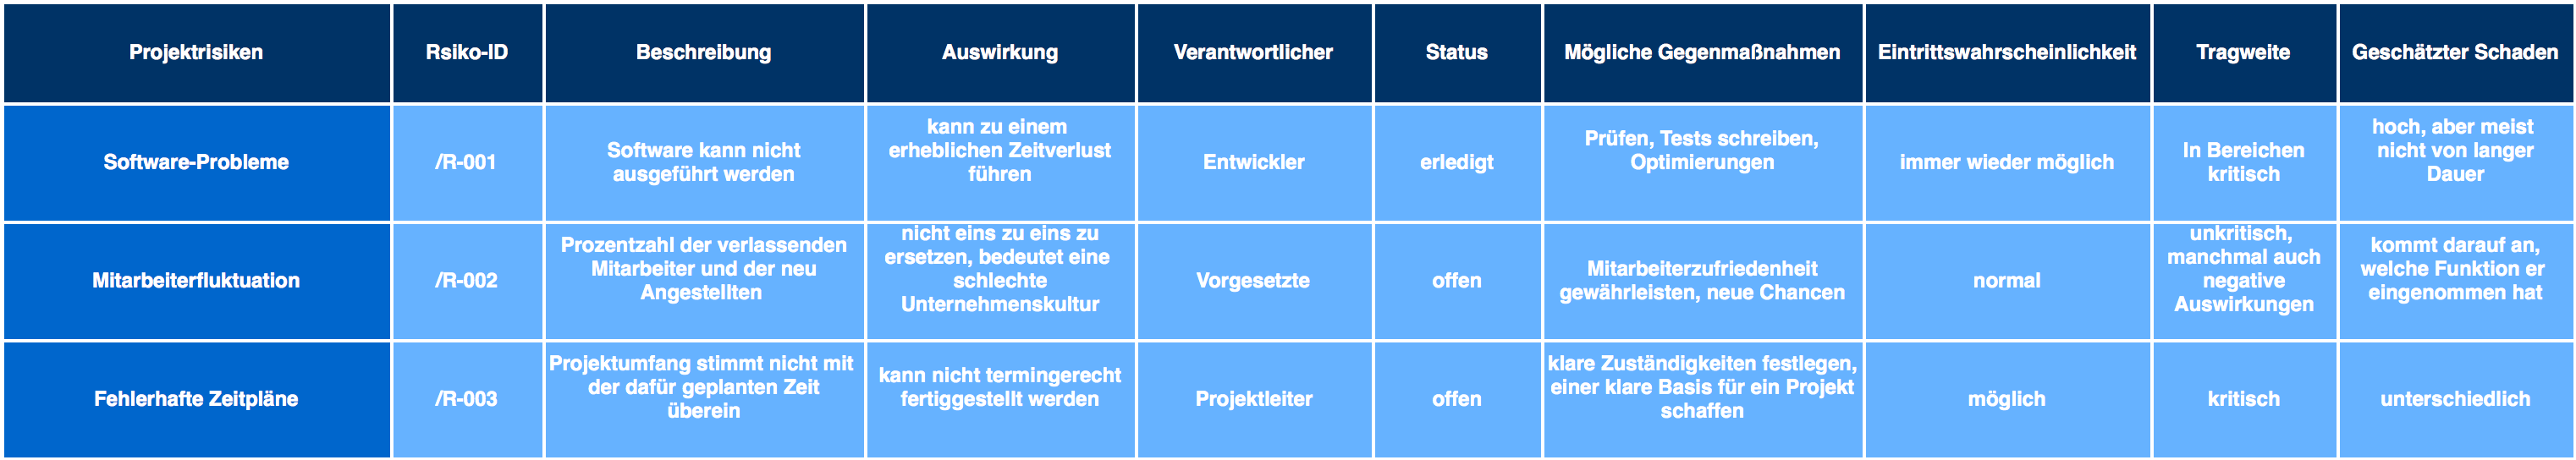 Projektrisiken
Rsiko-ID
Beschreibung
Auswirkung
Verantwortlicher
Status
Mögliche Gegenmaßnahmen
Eintrittswahrscheinlichkeit
Tragweite
Geschätzter Schaden
Software-Probleme
/R-001
Software kann nicht
ausgeführt werden
kann zu einem
erheblichen Zeitverlust
führen
Entwickler
erledigt
Prüfen, Tests schreiben,
Optimierungen
immer wieder möglich
In Bereichen
kritisch
hoch, aber meist
nicht von langer
Dauer
Mitarbeiterfluktuation
/R-002
Prozentzahl der verlassenden
Mitarbeiter und der neu
Angestellten
nicht eins zu eins zu
ersetzen, bedeutet eine
schlechte
Unternehmenskultur
Vorgesetzte
offen
Mitarbeiterzufriedenheit
gewährleisten, neue Chancen
normal
unkritisch,
manchmal auch
negative
Auswirkungen
kommt darauf an,
welche Funktion er
eingenommen hat
Fehlerhafte Zeitpläne
/R-003
Projektumfang stimmt nicht mit
der dafür geplanten Zeit
überein
kann nicht termingerecht
fertiggestellt werden
Projektleiter
offen
klare Zuständigkeiten festlegen,
einer klare Basis für ein Projekt
schaffen
möglich
kritisch
unterschiedlich